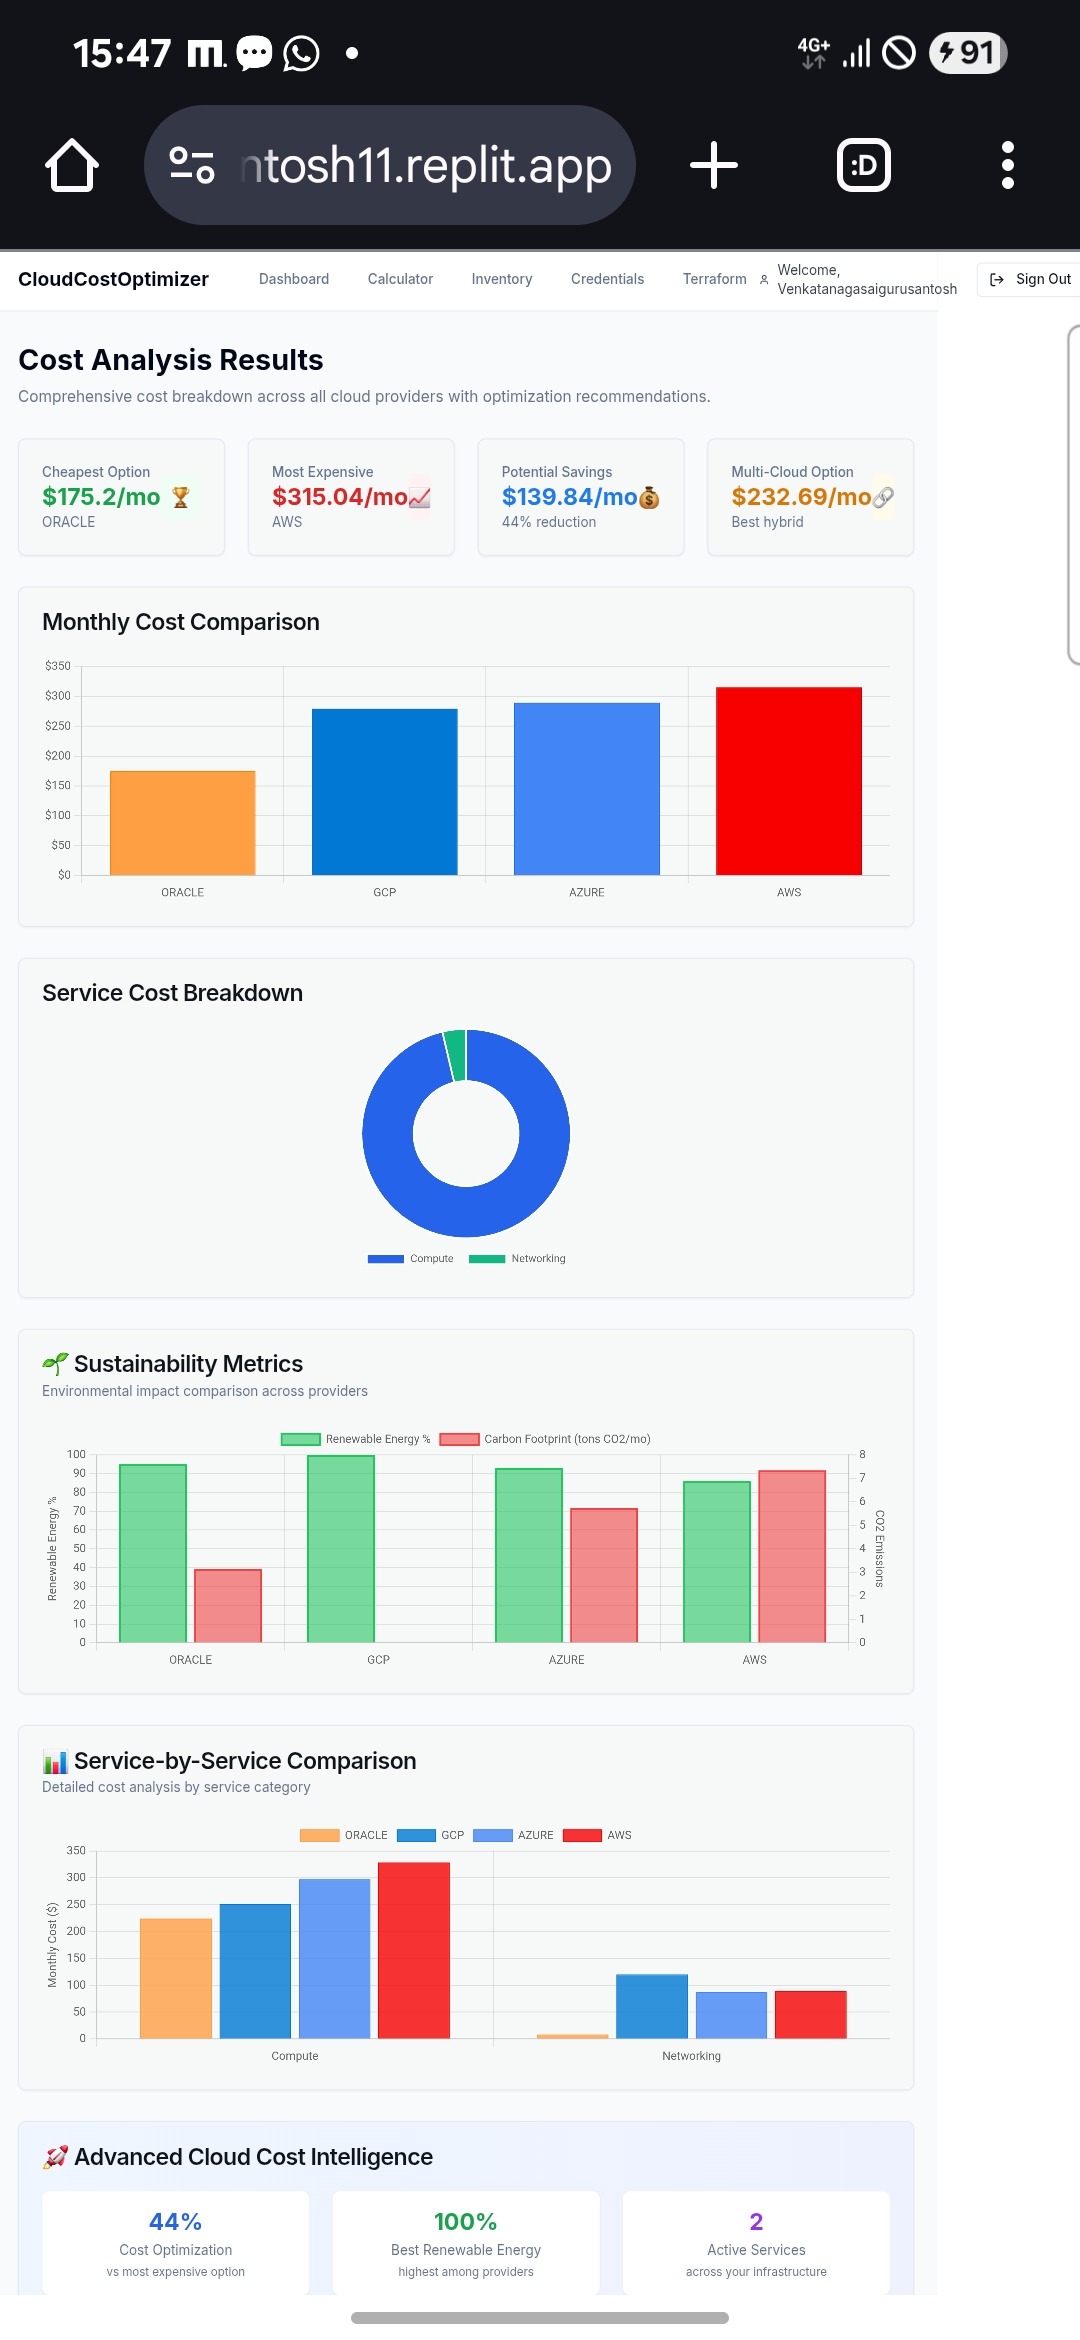 15:47 m.
4G+
91
ntosh11.replit.app
:D
CloudCostOptimizer
Dashboard
Calculator
Inventory
Credentials
Terraform
Welcome,
Venkatanagasaigurusantosh
Sign Out
Cost Analysis Results
Comprehensive cost breakdown across all cloud providers with optimization recommendations.
Cheapest Option
$175.2/mo
ORACLE
Most Expensive
$315.04/mo
AWS
Potential Savings
$139.84/mo
44% reduction
Multi-Cloud Option
$232.69/mo
Best hybrid
Monthly Cost Comparison
$350
$300
$250
$200
$150
$100
$50
$0
ORACLE
GCP
AZURE
AWS
Service Cost Breakdown
Compute
Networking
Sustainability Metrics
Environmental impact comparison across providers
Renewable Energy %
Carbon Footprint (tons CO2/mo)
Renewable Energy %
100
90
80
70
60
50
40
30
20
10
0
8
7
6
5
4
3
2
1
0
CO2 Emissions
ORACLE
GCP
AZURE
AWS
Service-by-Service Comparison
Detailed cost analysis by service category
ORACLE
GCP
AZURE
AWS
Monthly Cost ($)
350
300
250
200
150
100
50
0
Compute
Networking
Advanced Cloud Cost Intelligence
44%
Cost Optimization
vs most expensive option
100%
Best Renewable Energy
highest among providers
2
Active Services
across your infrastructure